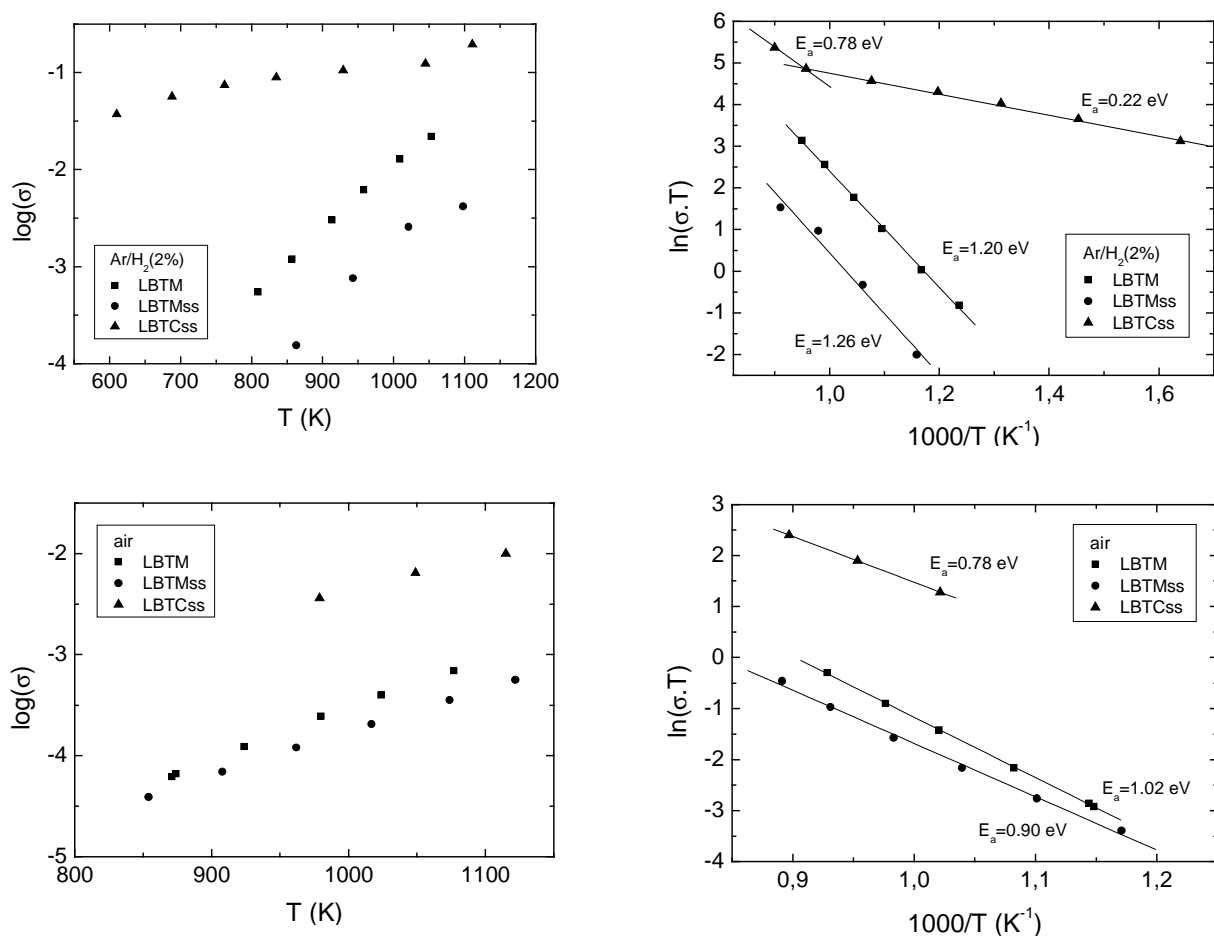 -1
-2
-3
-4
log(σ)
Ar/H2(2%)
LBTM
LBTMss
LBTCss
600 700 800 900 1000 1100 1200
T (K)
6
5
4
3
2
1
0
-1
-2
ln(σ.T)
Ea=0.78 eV
Ea=0.22 eV
Ea=1.20 eV
Ea=1.26 eV
Ar/H2(2%)
LBTM
LBTMss
LBTCss
1,0 1,2 1,4 1,6
1000/T (K-1)
-2
-3
-4
-5
log(σ)
air
LBTM
LBTMss
LBTCss
800 900 1000 1100
T (K)
3
2
1
0
-1
-2
-3
-4
ln(σ.T)
Ea=0.78 eV
Ea=1.02 eV
Ea=0.90 eV
air
LBTM
LBTMss
LBTCss
0,9 1,0 1,1 1,2
1000/T (K-1)